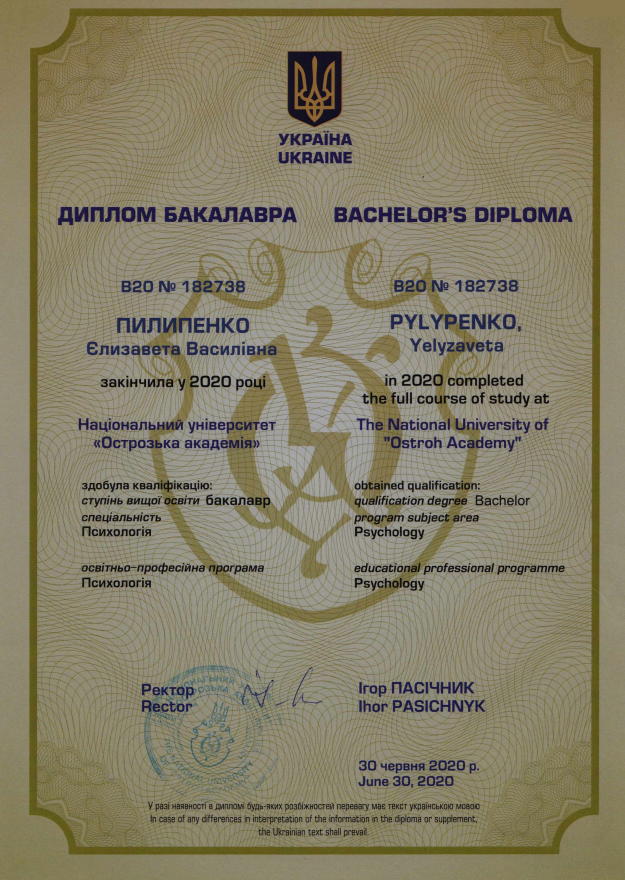 УКРАЇНА
UKRAINE
ДИПЛОМ БАКАЛАВРА
B20 № 182738
ПИЛИПЕНКО
Єлизавета Василівна
закінчила у 2020 році
Національний університет
«Острозька академія»
здобула кваліфікацію:
ступінь вищої освіти бакалавр
спеціальність
Психологія
освітньо-професійна програма
Психологія
BACHELOR'S DIPLOMA
B20 № 182738
PYLYPENKO,
Yelyzaveta
in 2020 completed
the full course of study at
The National University of
"Ostroh Academy"
obtained qualification:
qualification degree Bachelor
program subject area
Psychology
educational professional programme
Psychology
Ректор
Rector
Ігор ПАСІЧНИК
Ihor PASICHNYK
30 червня 2020 р.
June 30, 2020
У разі наявності в дипломі будь-яких розбіжностей перевагу має текст українською мовою
In case of any differences in interpretation of the information in the diploma or supplement,
the Ukrainian text shall prevail.